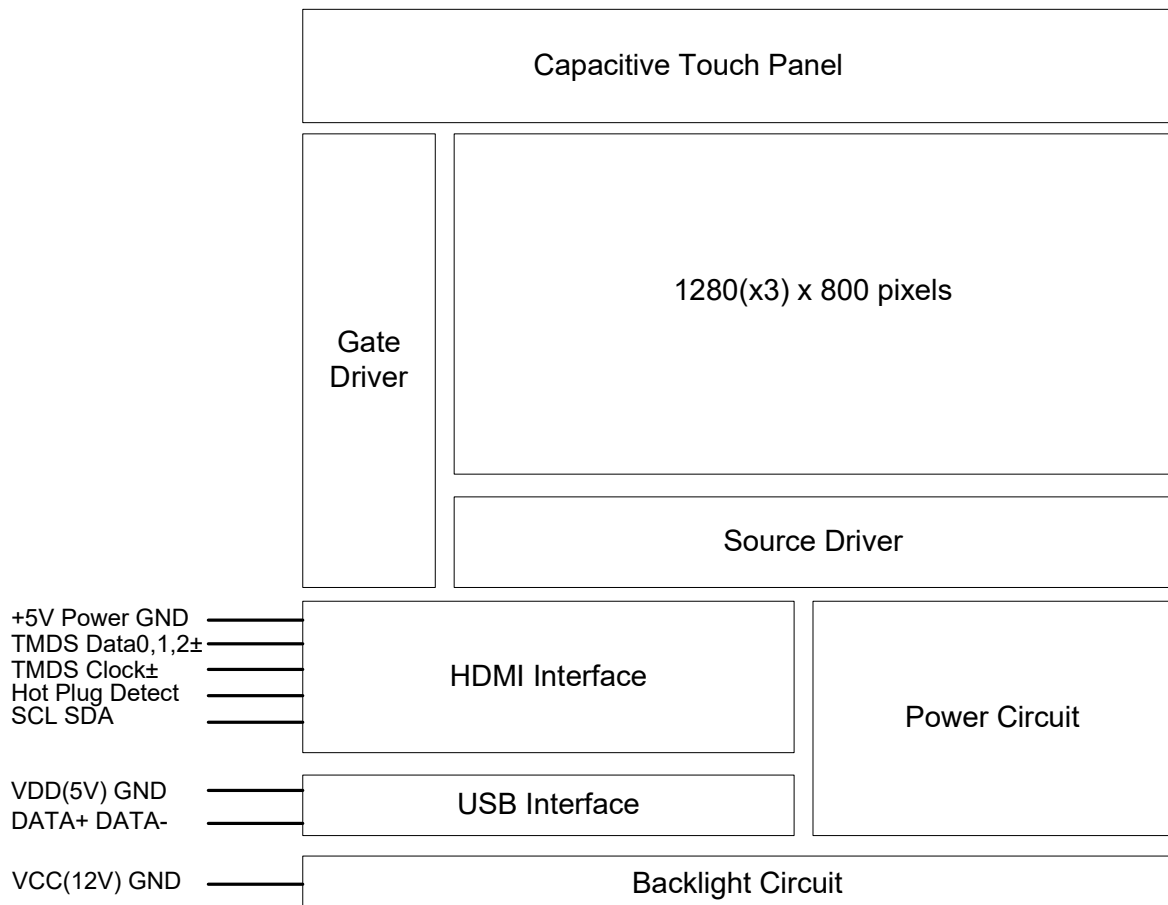 Capacitive Touch Panel
1280(x3) x 800 pixels
Gate
Driver
Source Driver
+5V Power GND
TMDS Data0,1,2±
TMDS Clock±
Hot Plug Detect
SCL SDA
HDMI Interface
Power Circuit
VDD(5V) GND
DATA+ DATA-
USB Interface
VCC(12V) GND
Backlight Circuit